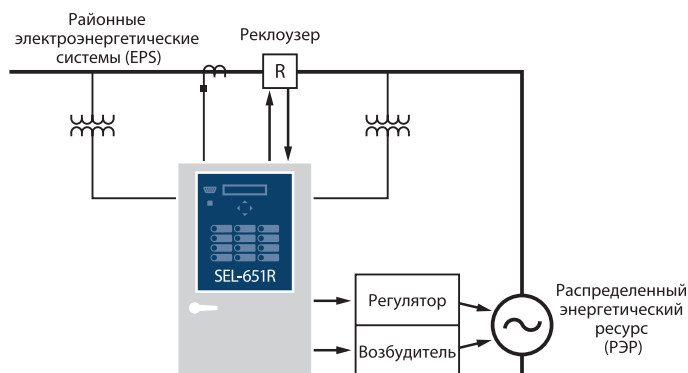 Районные
электроэнергетические
системы (EPS)
Реклоузер
R
SEL-651R
Регулятор
Возбудитель
Распределенный
энергетический
ресурс
(РЭР)